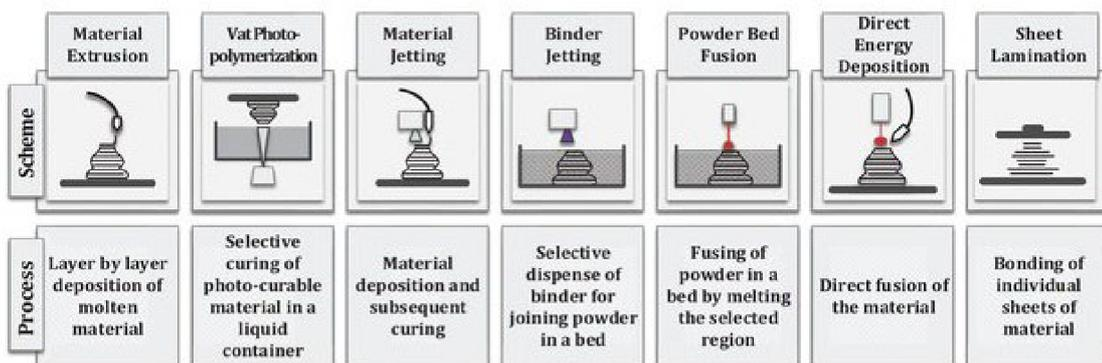 Material
Extrusion
Vat Photo-
polymerization
Material
Jetting
Binder
Jetting
Powder Bed
Fusion
Direct
Energy
Deposition
Sheet
Lamination
Scheme
Process
Layer by layer
deposition of
molten
material
Selective
curing of
photo-curable
material in a
liquid
container
Material
deposition and
subsequent
curing
Selective
dispense of
binder for
joining powder
in a bed
Fusing of
powder in a
bed by melting
the selected
region
Direct fusion of
the material
Bonding of
individual
sheets of
material